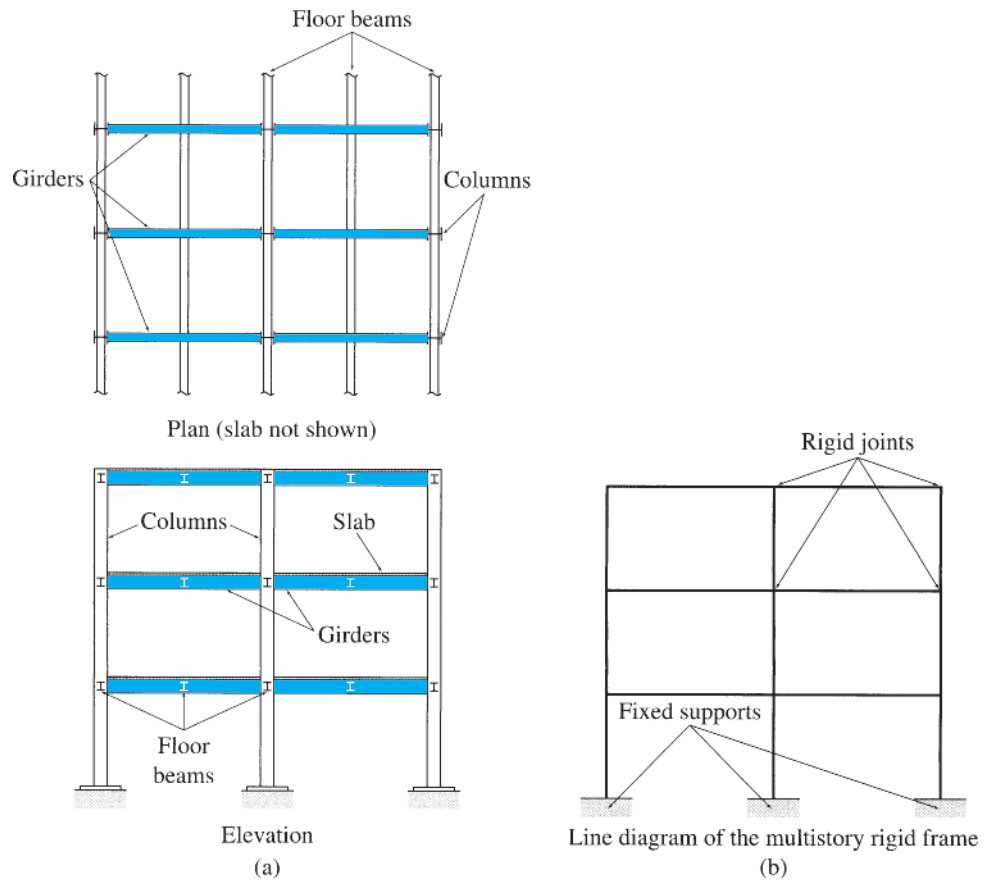 Floor beams
Girders
Columns
Plan (slab not shown)
Rigid joints
Columns
Slab
Girders
Fixed supports
Floor
beams
Elevation
Line diagram of the multistory rigid frame
(a)
(b)